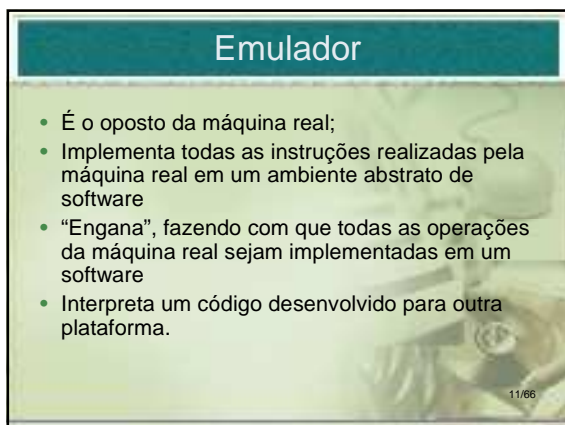 Emulador
• É o oposto da máquina real;
• Implementa todas as instruções realizadas pela
máquina real em um ambiente abstrato de
software
• “Engana”, fazendo com que todas as operações
da máquina real sejam implementadas em um
software
• Interpreta um código desenvolvido para outra
plataforma.
11/66